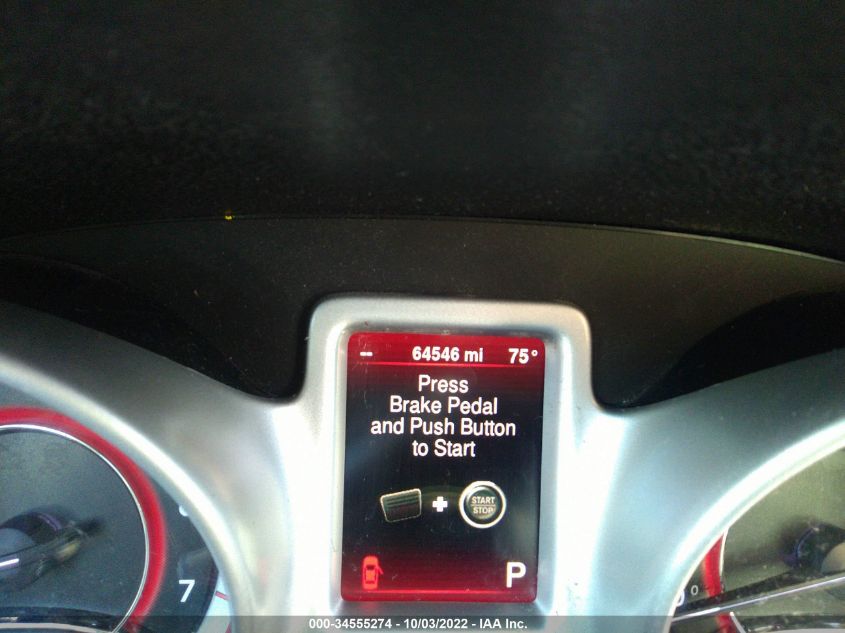 -- 64546 mi 75°
Press
Brake Pedal
and Push Button
to Start
START
STOP
P
7
000-34555274 - 10/03/2022 - IAA Inc.